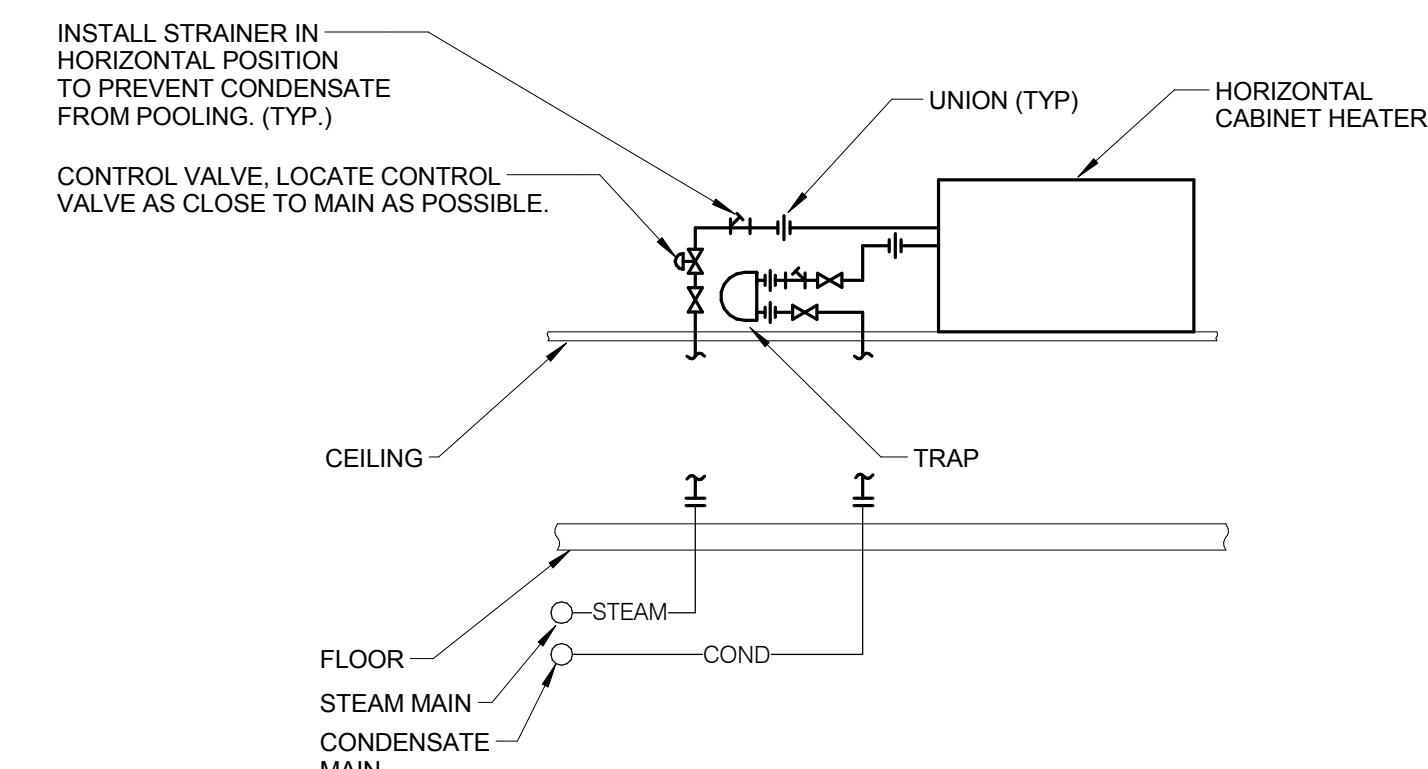 INSTALL STRAINER IN
HORIZONTAL POSITION
TO PREVENT CONDENSATE
FROM POOLING. (TYP.)
UNION (TYP)
HORIZONTAL
CABINET HEATER
CONTROL VALVE, LOCATE CONTROL
VALVE AS CLOSE TO MAIN AS POSSIBLE.
CEILING
TRAP
STEAM
COND
FLOOR
STEAM MAIN
CONDENSATE
MAIN